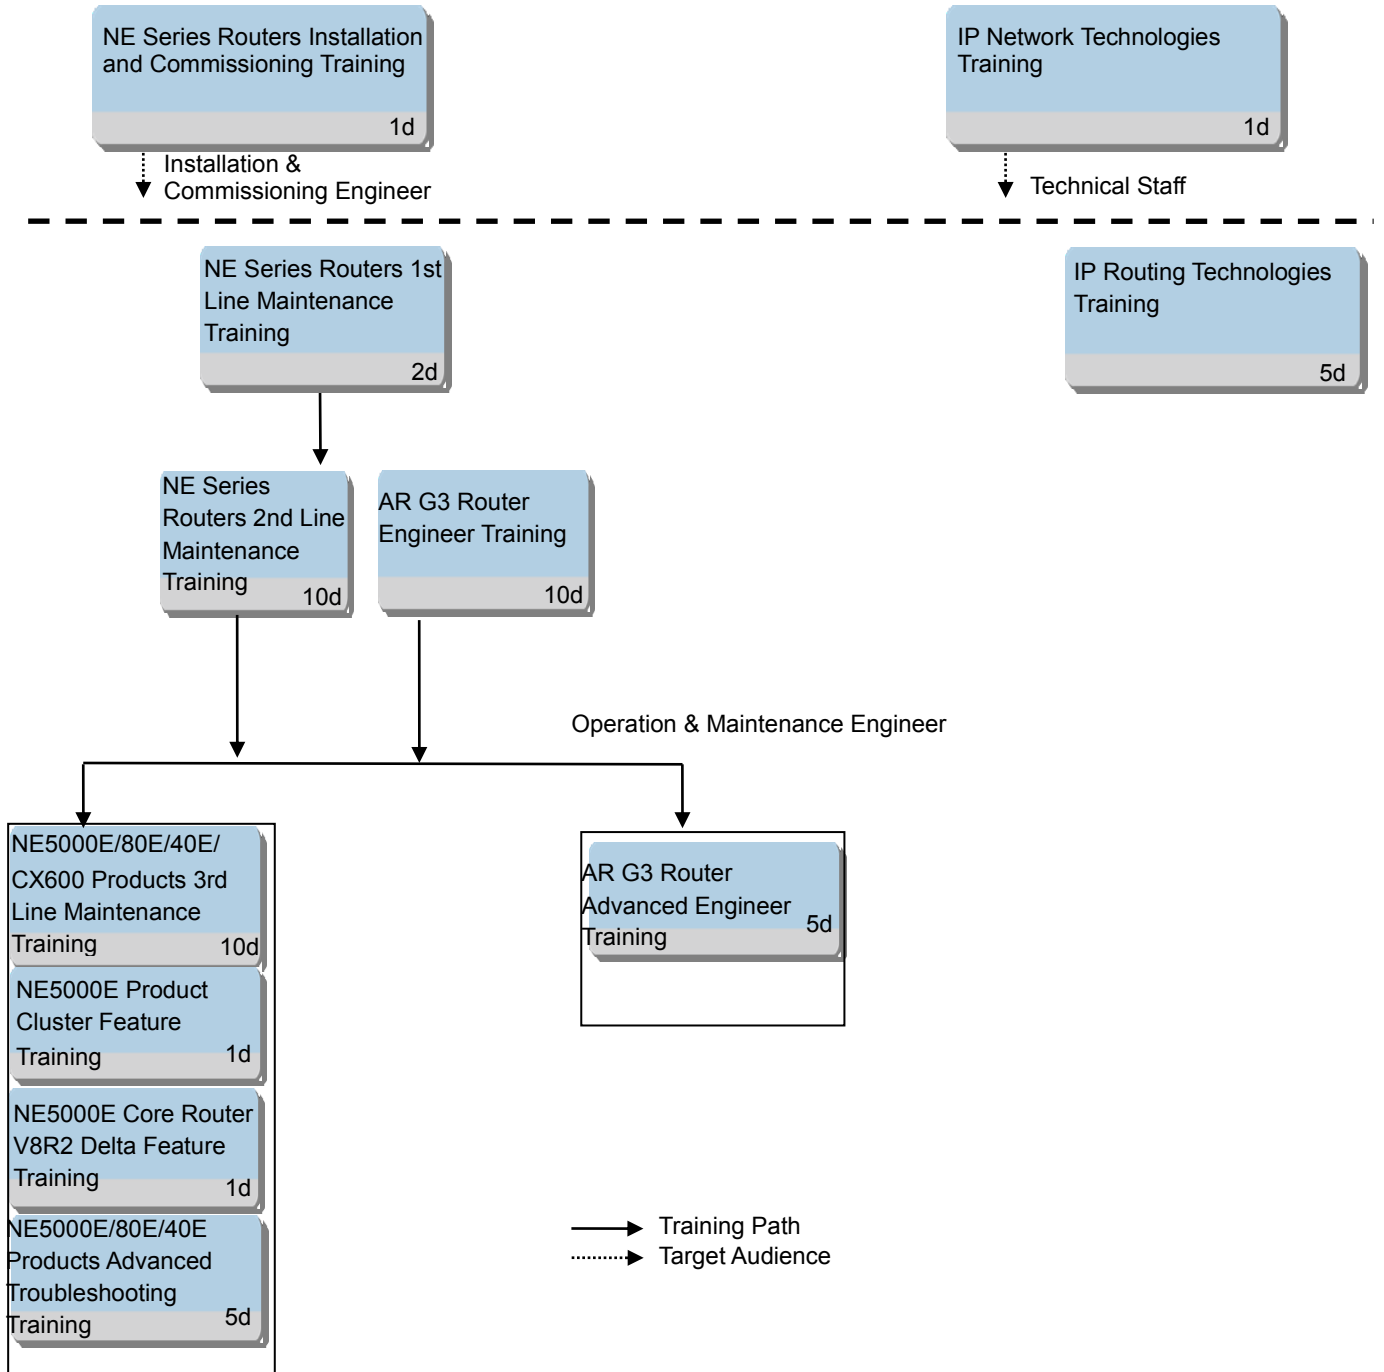 NE Series Routers Installation
and Commissioning Training
1d
IP Network Technologies
Training
1d
Installation &
Commissioning Engineer
Technical Staff
NE Series Routers 1st
Line Maintenance
Training
2d
IP Routing Technologies
Training
5d
NE Series
Routers 2nd Line
Maintenance
Training
10d
AR G3 Router
Engineer Training
10d
Operation & Maintenance Engineer
NE5000E/80E/40E/
CX600 Products 3rd
Line Maintenance
Training
10d
AR G3 Router
Advanced Engineer
Training
5d
NE5000E Product
Cluster Feature
Training
1d
NE5000E Core Router
V8R2 Delta Feature
Training
1d
NE5000E/80E/40E
Products Advanced
Troubleshooting
Training
5d
Training Path
Target Audience